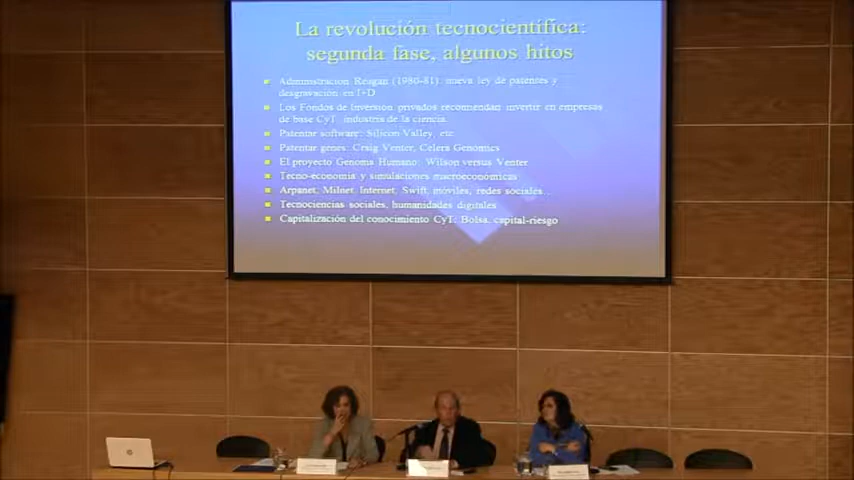 La revolución tecnocientífica:
segunda fase, algunos hitos
Administración Reagan (1980-81): nueva ley de patentes y
desgravación en I+D
Los Fondos de Inversión privados recomiendan invertir en empresas
de base CyT: industria de la ciencia.
Patentar software: Silicon Valley, etc.
Patentar genes: Craig Venter, Celera Genomics
El proyecto Genoma Humano: Wilson versus Venter
Tecno-economía y simulaciones macroeconómicas
Arpanet, Milnet, Internet, Swift, móviles, redes sociales...
Tecnociencias sociales, humanidades digitales
Capitalización del conocimiento CyT: Bolsa, capital-riesgo